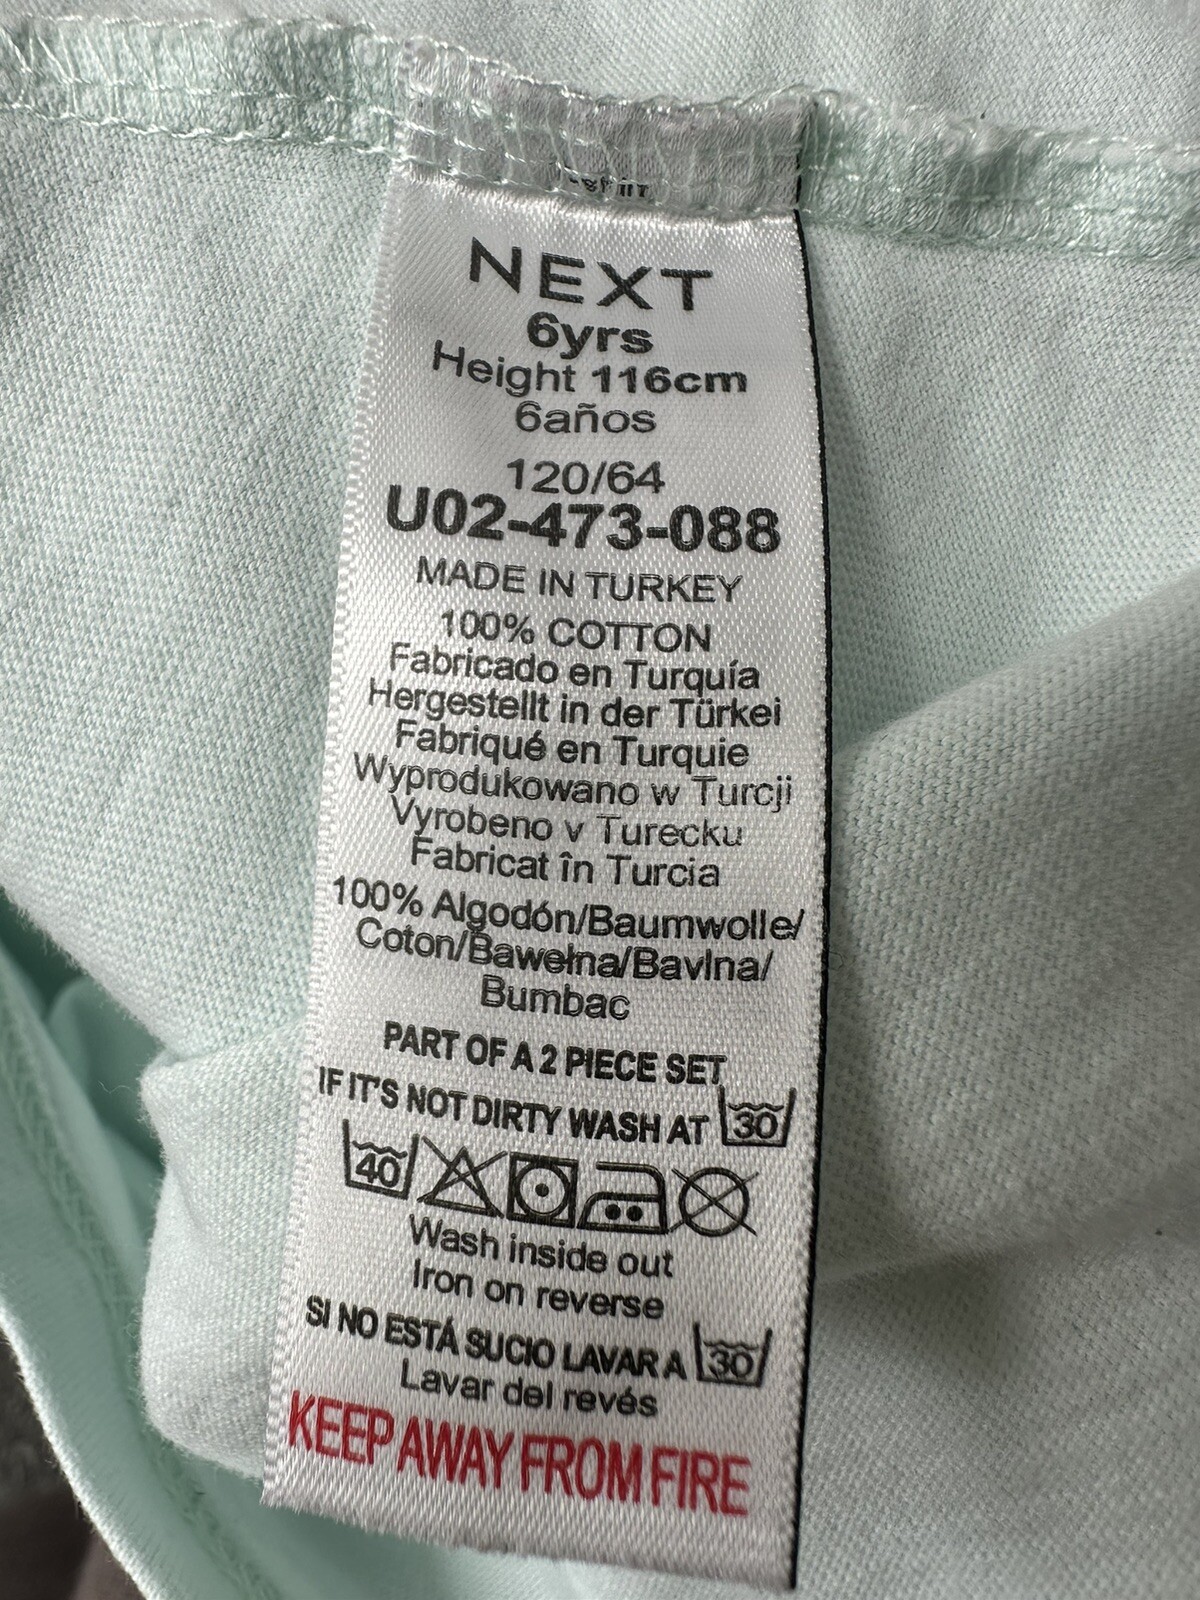 NEXT
6yrs
Height 116cm
6años
120/64
U02-473-088
MADE IN TURKEY
100% COTTON
Fabricado en Turquía
Hergestellt in der Türkei
Fabriqué en Turquie
Wyprodukowano w Turcji
Vyrobeno v Turecku
Fabricat în Turcia
100% Algodón/Baumwolle/
Coton/Bawełna/Bavlna/
Bumbac
PART OF A 2 PIECE SET
IF IT'S NOT DIRTY WASH AT 30
40
Wash inside out
Iron on reverse
SI NO ESTÁ SUCIO LAVAR A 30
Lavar del revés
KEEP AWAY FROM FIRE